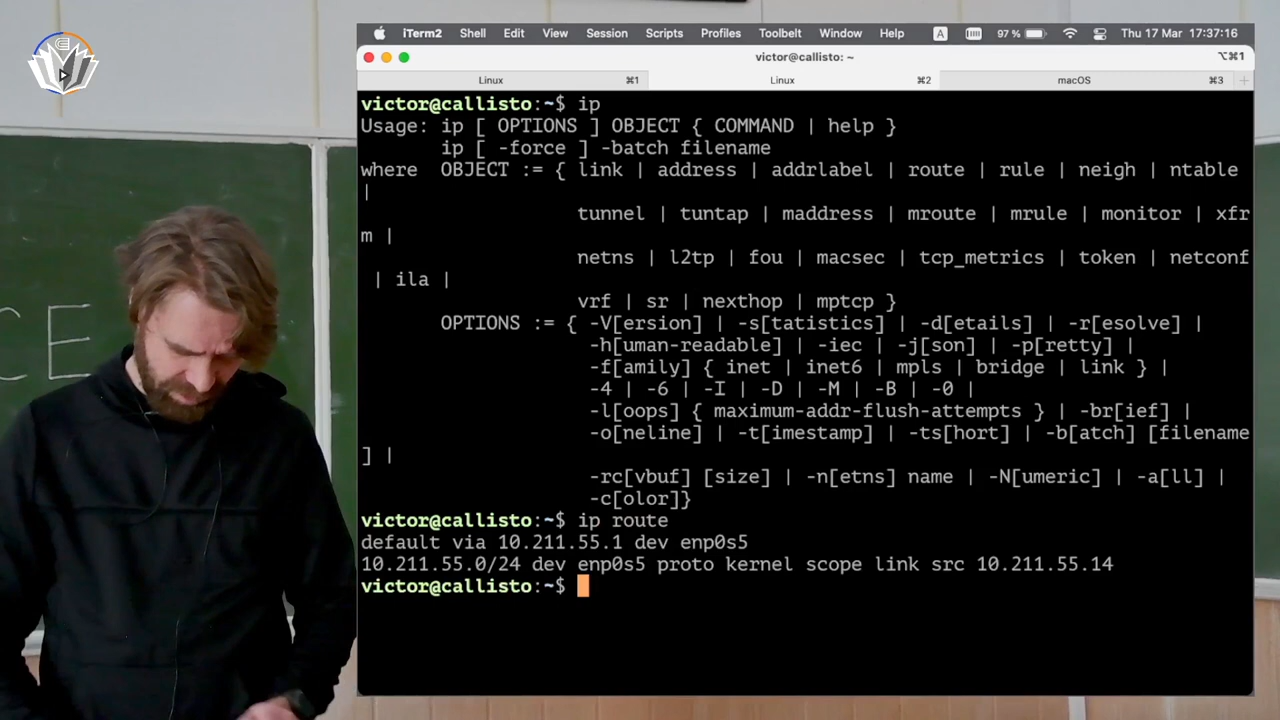 iTerm2 Shell Edit View Session Scripts Profiles Toolbelt Window Help A 97 % Thu 17 Mar 17:37:16
victor@callisto: ~ ⌥⌘1
Linux ⌘1 Linux ⌘2 macOS ⌘3 +
victor@callisto:~$ ip
Usage: ip [ OPTIONS ] OBJECT { COMMAND | help }
ip [ -force ] -batch filename
where OBJECT := { link | address | addrlabel | route | rule | neigh | ntable
|
tunnel | tuntap | maddress | mroute | mrule | monitor | xfr
m |
netns | l2tp | fou | macsec | tcp_metrics | token | netconf
| ila |
vrf | sr | nexthop | mptcp }
OPTIONS := { -V[ersion] | -s[tatistics] | -d[etails] | -r[esolve] |
-h[uman-readable] | -iec | -j[son] | -p[retty] |
-f[amily] { inet | inet6 | mpls | bridge | link } |
-4 | -6 | -I | -D | -M | -B | -0 |
-l[oops] { maximum-addr-flush-attempts } | -br[ief] |
-o[neline] | -t[imestamp] | -ts[hort] | -b[atch] [filename
] |
-rc[vbuf] [size] | -n[etns] name | -N[umeric] | -a[ll] |
-c[olor]}
victor@callisto:~$ ip route
default via 10.211.55.1 dev enp0s5
10.211.55.0/24 dev enp0s5 proto kernel scope link src 10.211.55.14
victor@callisto:~$
CE